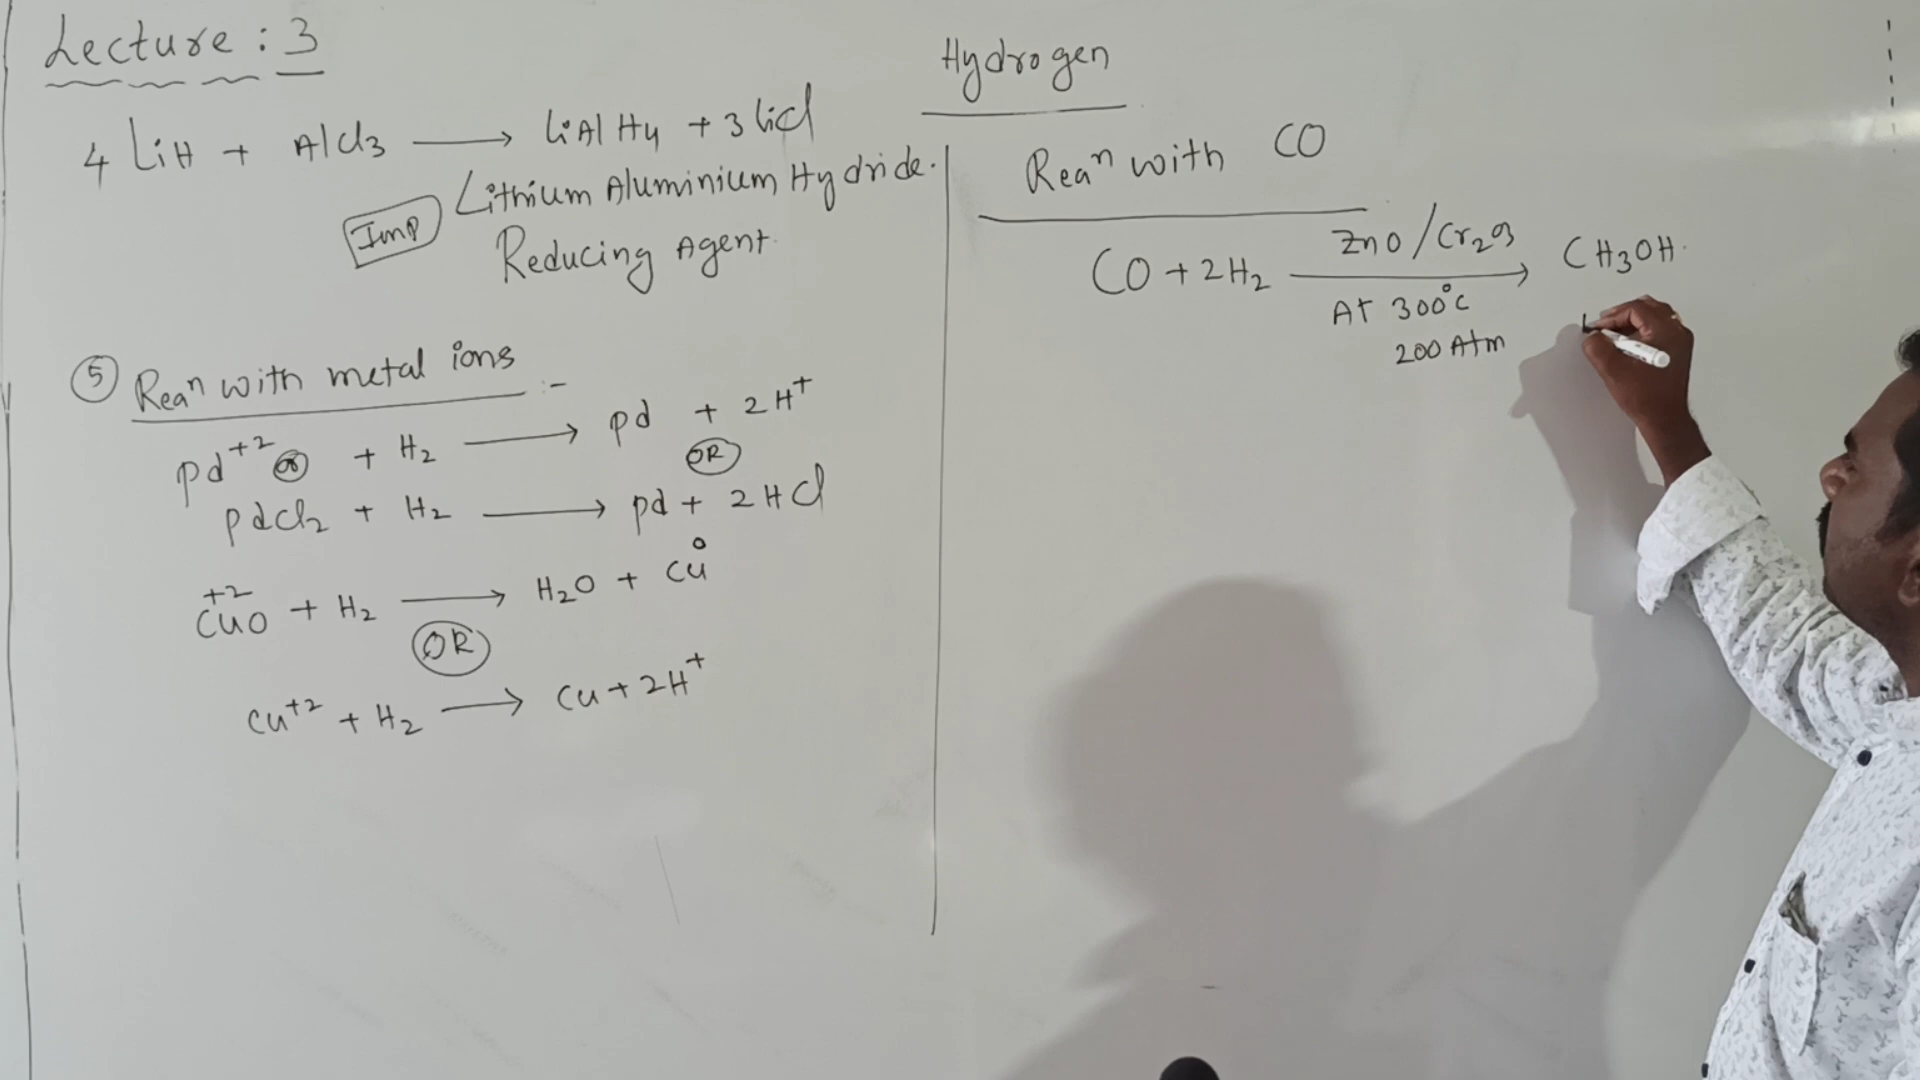 Lecture : 3
4 LiH + AlCl3 ⟶ LiAlH4 + 3 LiCl
Lithium Aluminium Hydride.
Imp
Reducing Agent.
⑤ Reaⁿ with metal ions :-
Pd⁺² or + H₂ ⟶ Pd + 2H⁺
OR
PdCl₂ + H₂ ⟶ Pd + 2HCl
+2 0
CuO + H₂ ⟶ H₂O + Cu
OR
Cu⁺² + H₂ ⟶ Cu + 2H⁺
Hydrogen
Reaⁿ with CO
ZnO/Cr₂O₃
CO + 2H₂ ⟶ CH₃OH.
At 300°C
200 Atm